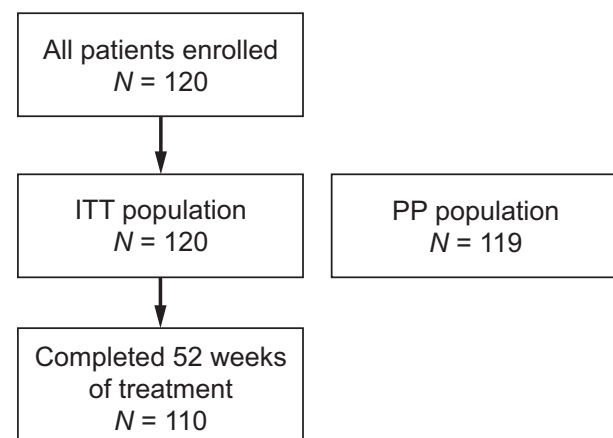 All patients enrolled
N = 120
ITT population
N = 120
PP population
N = 119
Completed 52 weeks
of treatment
N = 110